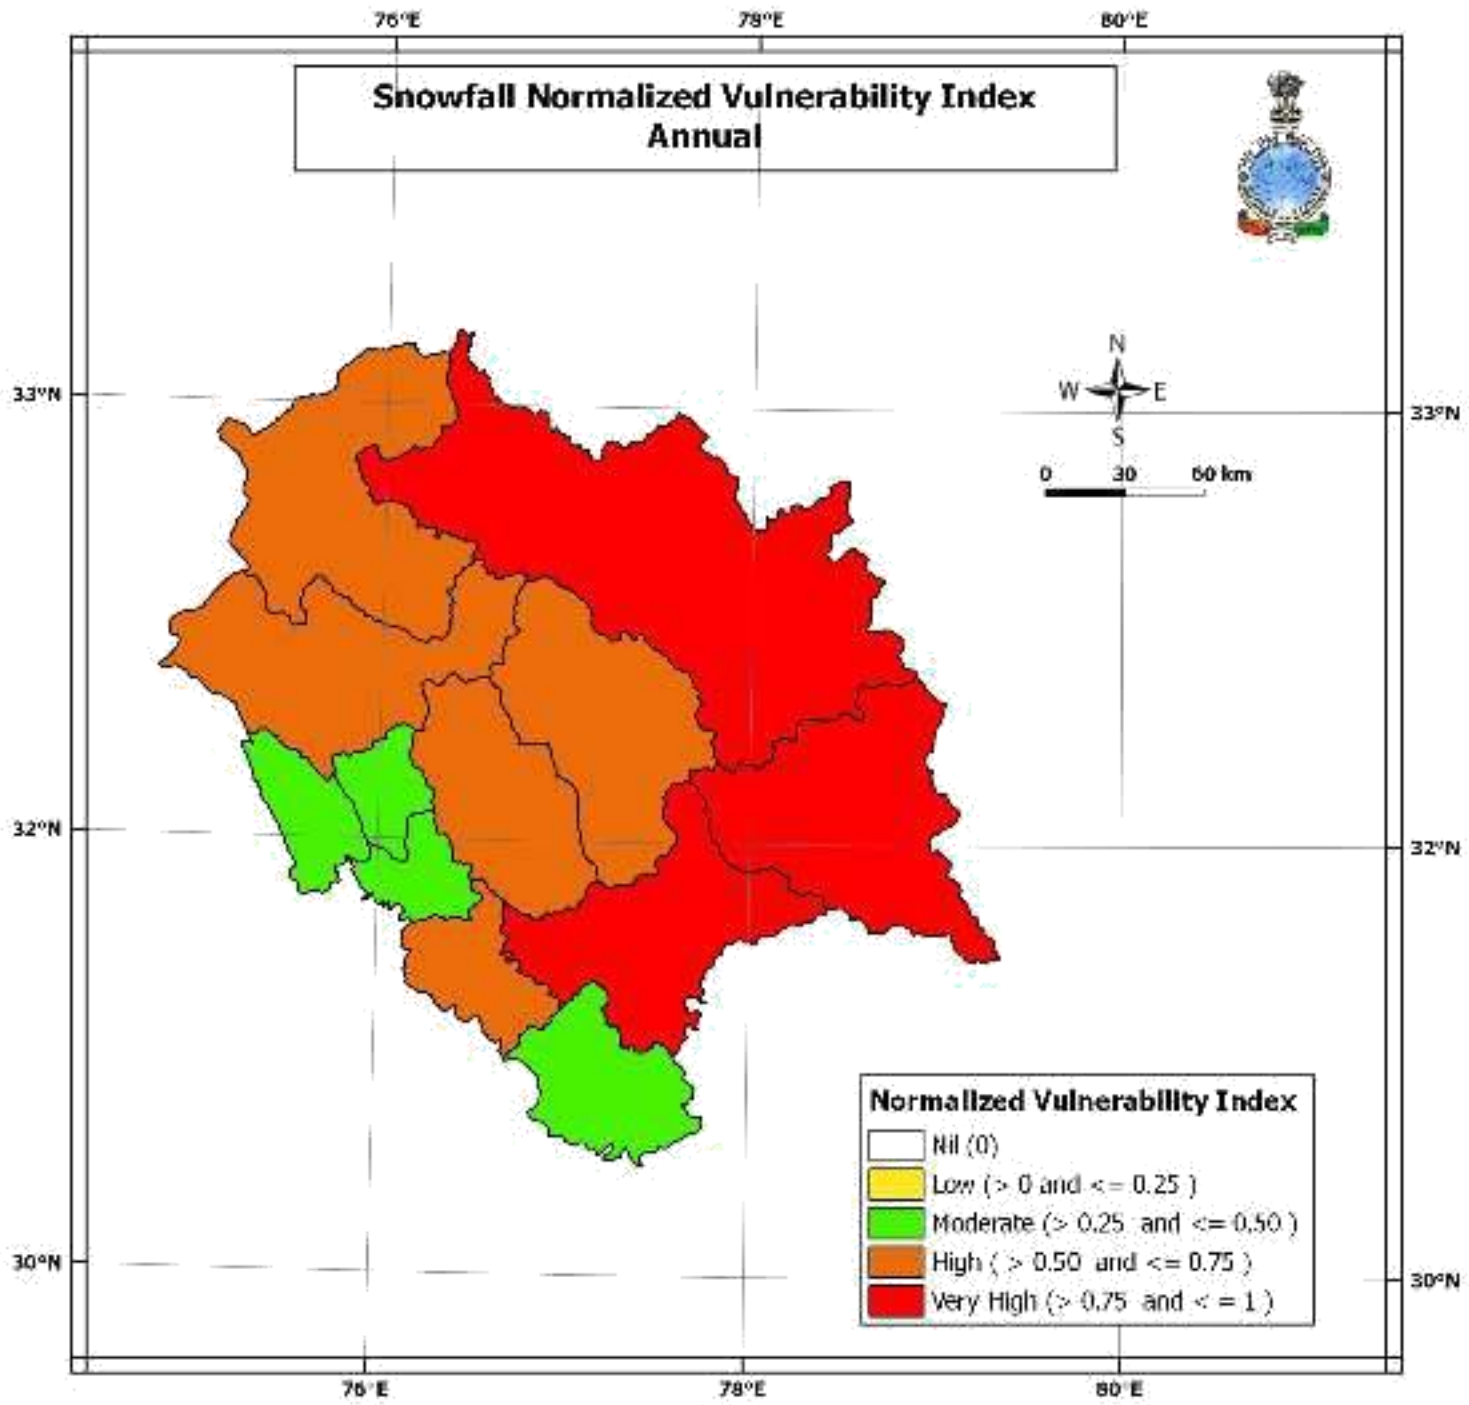 76°E 78°E 80°E
Snowfall Normalized Vulnerability Index
Annual
N
W E
S
33°N 33°N
0 30 60 km
32°N 32°N
Normalized Vulnerability Index
Nil (0)
Low (> 0 and <= 0.25 )
Moderate (> 0.25 and <= 0.50 )
High ( > 0.50 and <= 0.75 )
Very High (> 0.75 and < = 1 )
30°N 30°N
76°E 78°E 80°E